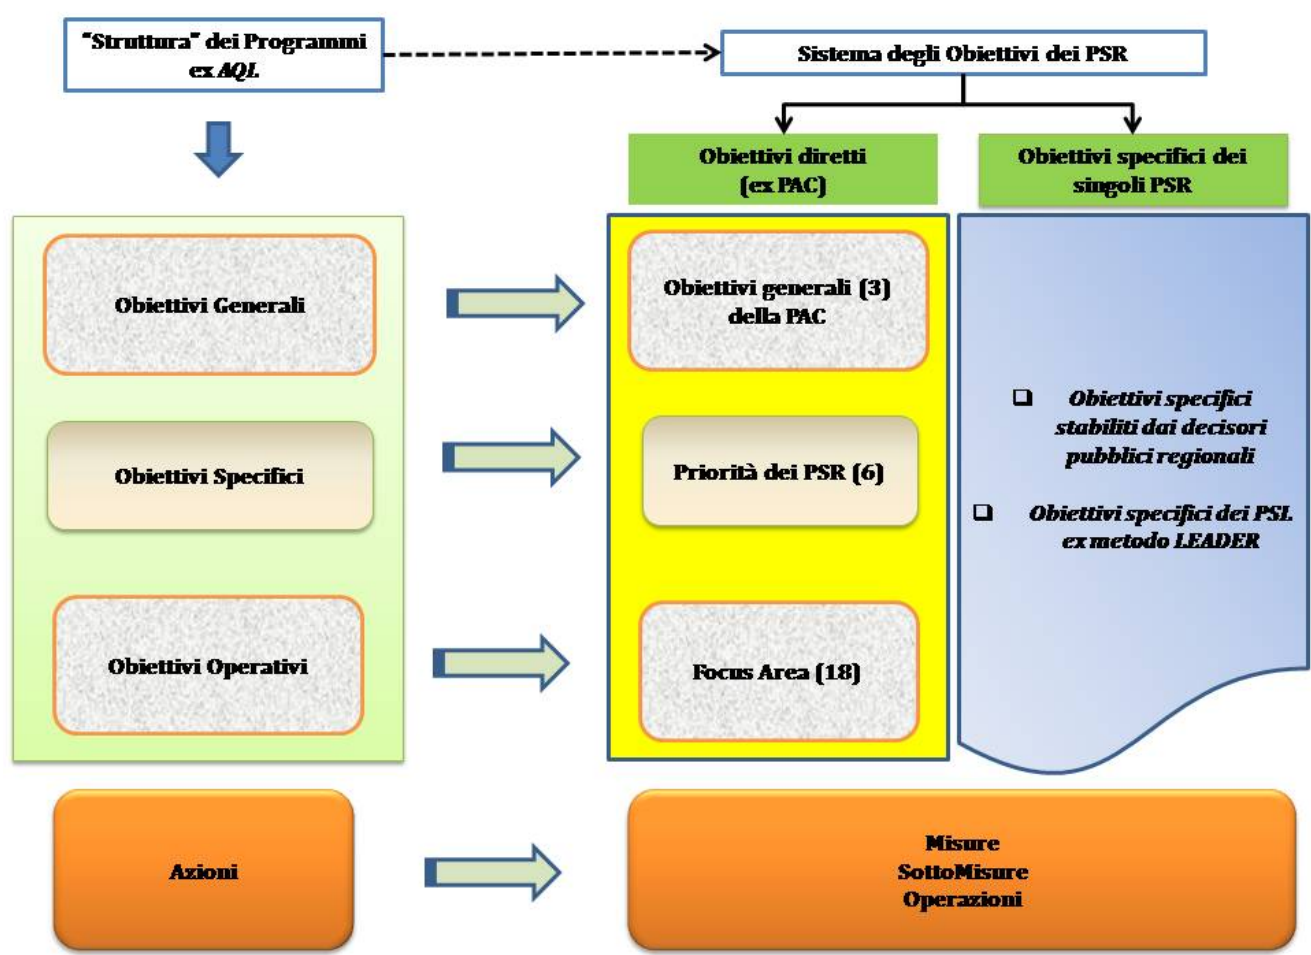 "Struttura" dei Programmi
ex AQL
Sistema degli Obiettivi dei PSR
Obiettivi diretti
(ex PAC)
Obiettivi specifici dei
singoli PSR
Obiettivi Generali
Obiettivi generali (3)
della PAC
Obiettivi Specifici
Priorità dei PSR (6)
Obiettivi Operativi
Focus Area (18)
❑ Obiettivi specifici
stabiliti dai decisori
pubblici regionali
❑ Obiettivi specifici dei PSL
ex metodo LEADER
Azioni
Misure
SottoMisure
Operazioni